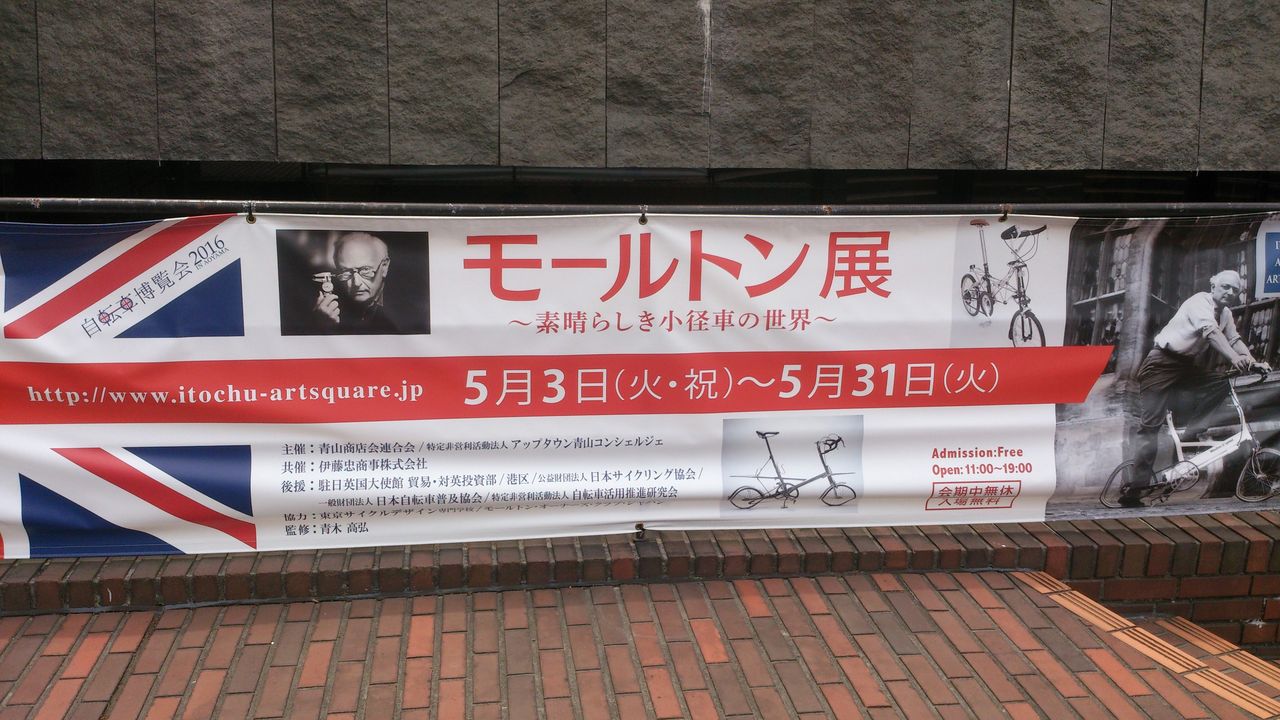 自転車博覧会2016
IN AOYAMA
モールトン展
～素晴らしき小径車の世界～
http://www.itochu-artsquare.jp
5月3日(火・祝)～5月31日(火)
主催：青山商店会連合会/特定非営利活動法人 アップタウン青山コンシェルジェ
共催：伊藤忠商事株式会社
後援：駐日英国大使館 貿易・対英投資部/港区/公益財団法人日本サイクリング協会/
一般財団法人 日本自転車普及協会/特定非営利活動法人 自転車活用推進研究会
協力：東京サイクルデザイン専門学校/モールトン・オーナーズ・クラブ・ジャパン
監修：青木 高弘
Admission:Free
Open: 11:00～19:00
会期中無休
入場無料